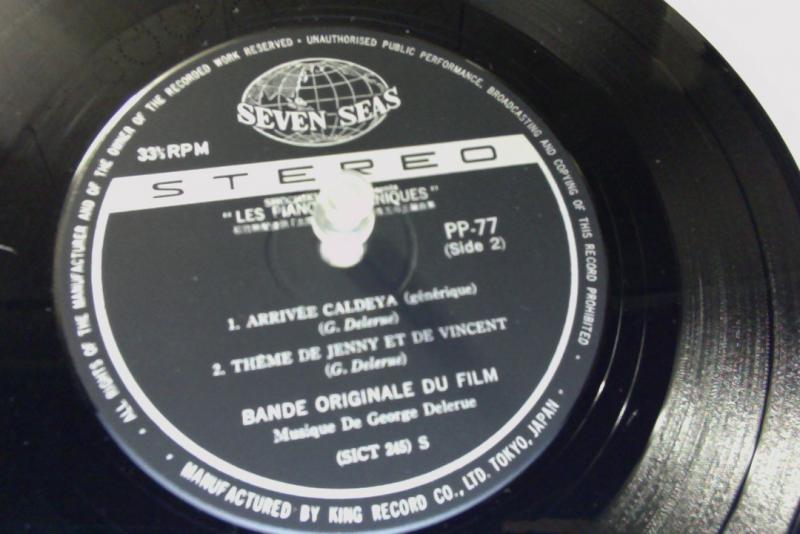 ALL RIGHTS OF THE MANUFACTURER AND OF THE OWNER OF THE RECORDED WORK RESERVED • UNAUTHORISED PUBLIC PERFORMANCE, BROADCASTING AND COPYING OF THIS RECORD PROHIBITED •
SEVEN SEAS
33⅓RPM
STEREO
"LES
PP-77
(Side 2)
1. ARRIVÉE CALDEYA (générique)
(G. Delerue)
2. THÈME DE JENNY ET DE VINCENT
(G. Delerue)
BANDE ORIGINALE DU FILM
Musique De George Delerue
(SICT 245) S
• MANUFACTURED BY KING RECORD CO., LTD. TOKYO, JAPAN •